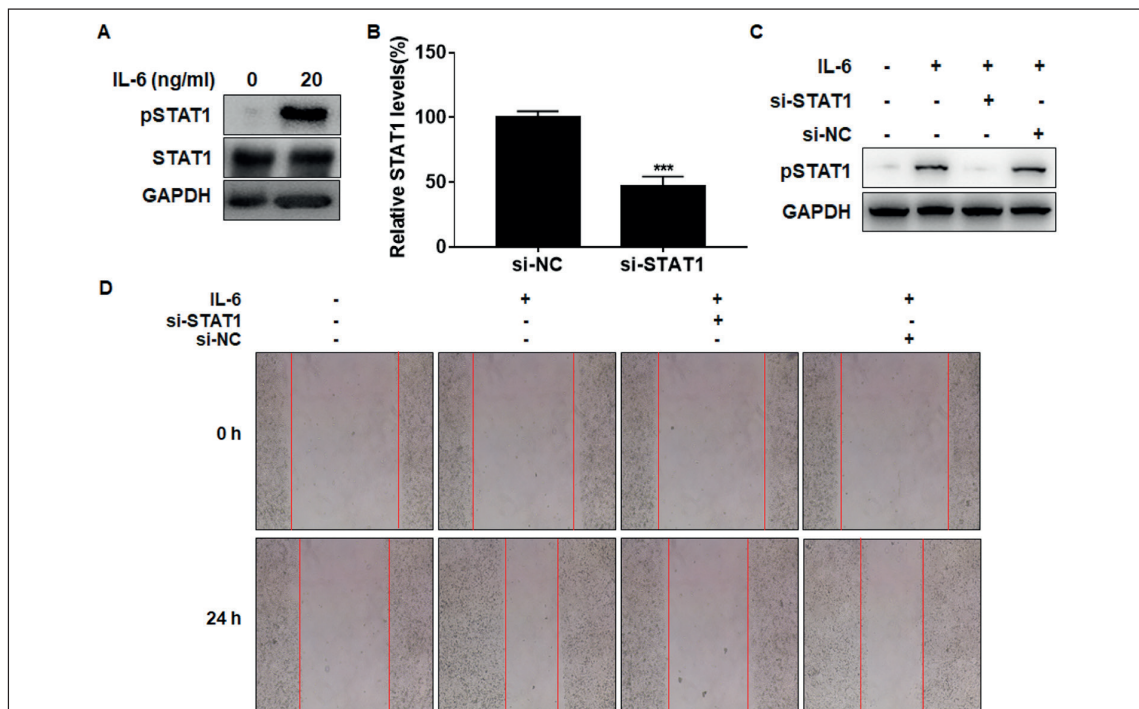 A
IL-6 (ng/ml) 0 20
pSTAT1
STAT1
GAPDH
B
Relative STAT1 levels(%)
150
100
50
0
***
si-NC si-STAT1
C
IL-6 - + + +
si-STAT1 - - + -
si-NC - - - +
pSTAT1
GAPDH
D
IL-6 - + + +
si-STAT1 - - + -
si-NC - - - +
0 h
24 h